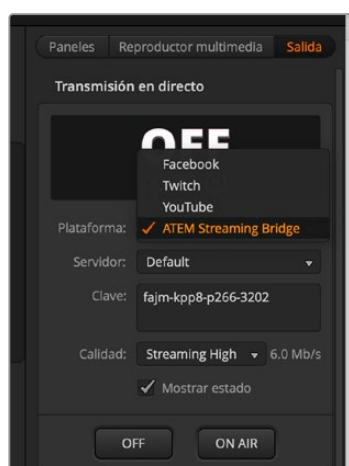 Paneles Reproductor multimedia Salida
Transmisión en directo
OFF
Facebook
Twitch
YouTube
Plataforma: ✓ ATEM Streaming Bridge
Servidor: Default
Clave: fajm-kpp8-p266-3202
Calidad: Streaming High 6.0 Mb/s
Mostrar estado
OFF ON AIR